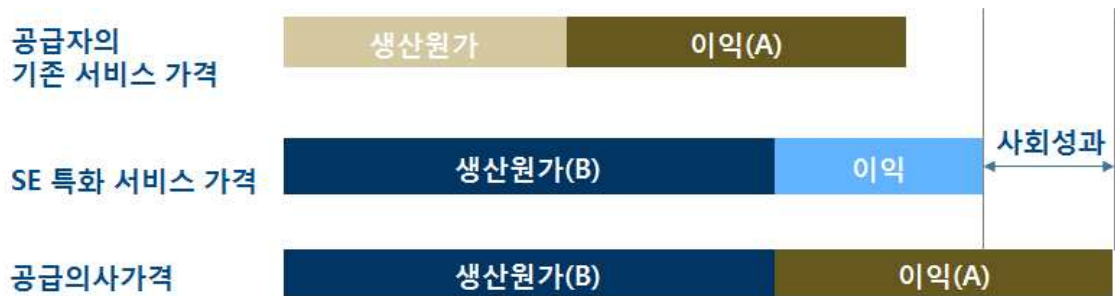 공급자의
기존 서비스 가격
생산원가
이익(A)
SE 특화 서비스 가격
생산원가(B)
이익
사회성과
공급의사가격
생산원가(B)
이익(A)